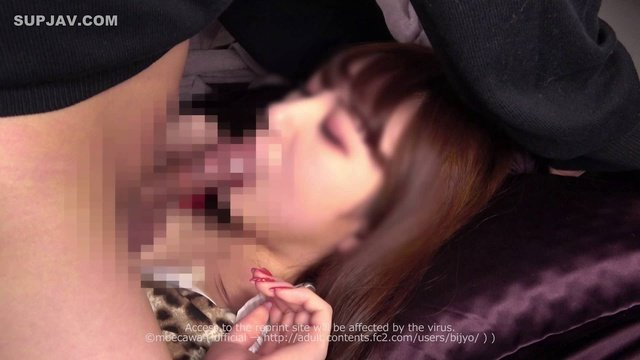 SUPJAV.COM
Access to the reprint site will be affected by the virus.
official → http://adult.contents.fc2.com/users/bijyo/ ) )